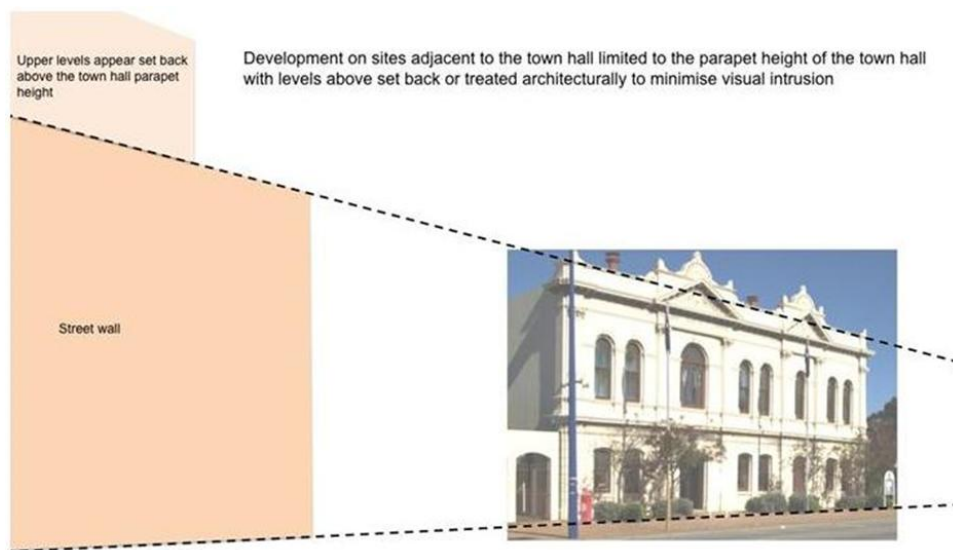 Upper levels appear set back
above the town hall parapet
height
Development on sites adjacent to the town hall limited to the parapet height of the town hall
with levels above set back or treated architecturally to minimise visual intrusion
Street wall